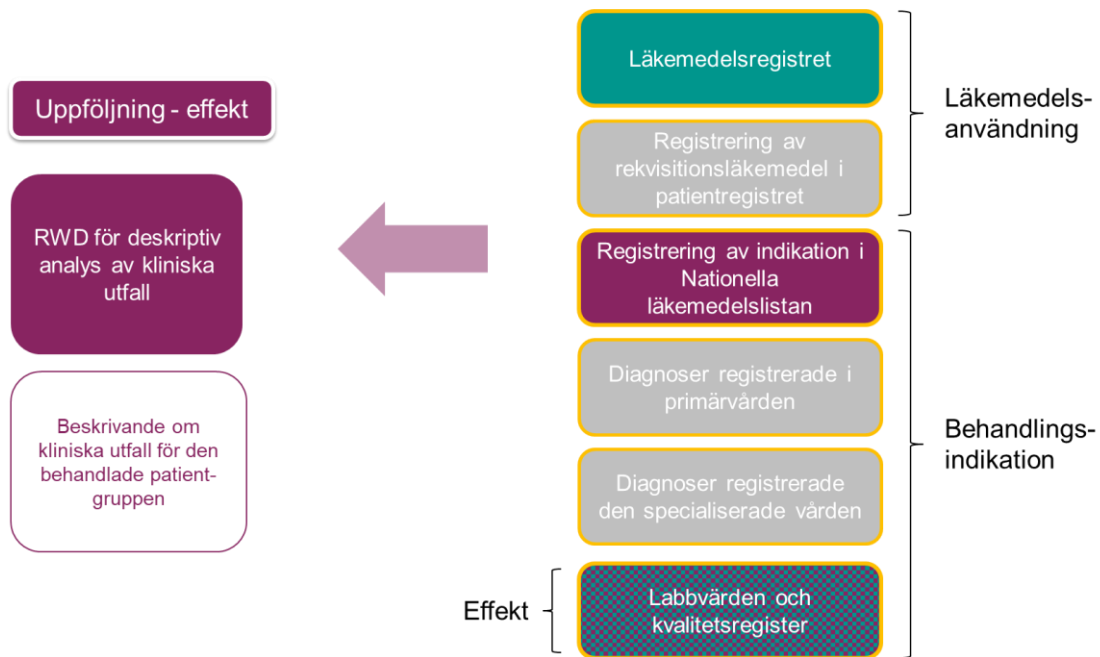 Uppföljning - effekt
RWD för deskriptiv
analys av kliniska
utfall
Beskrivande om
kliniska utfall för den
behandlade patient-
gruppen
Läkemedelsregistret
Registrering av
rekvisitionsläkemedel i
patientregistret
Registrering av indikation i
Nationella
läkemedelslistan
Diagnoser registrerade i
primärvården
Diagnoser registrerade
den specialiserade vården
Effekt
Labbvärden och
kvalitetsregister
Läkemedels-
användning
Behandlings-
indikation